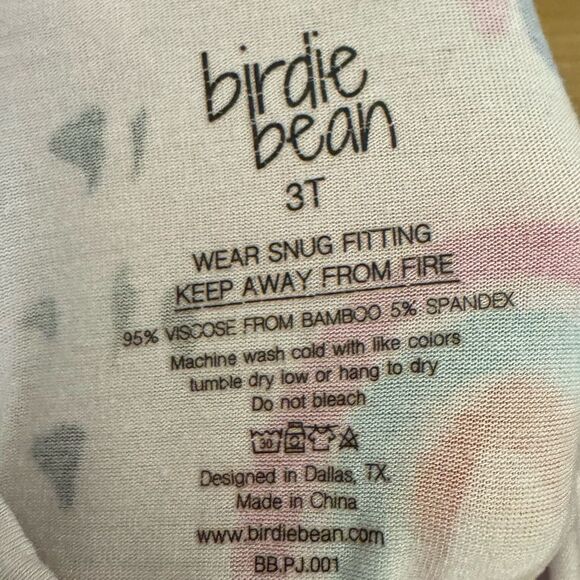 birdie
bean
3T
WEAR SNUG FITTING
KEEP AWAY FROM FIRE
95% VISCOSE FROM BAMBOO 5% SPANDEX
Machine wash cold with like colors
tumble dry low or hang to dry
Do not bleach
30
Designed in Dallas, TX.
Made in China
www.birdiebean.com
BB.PJ.001